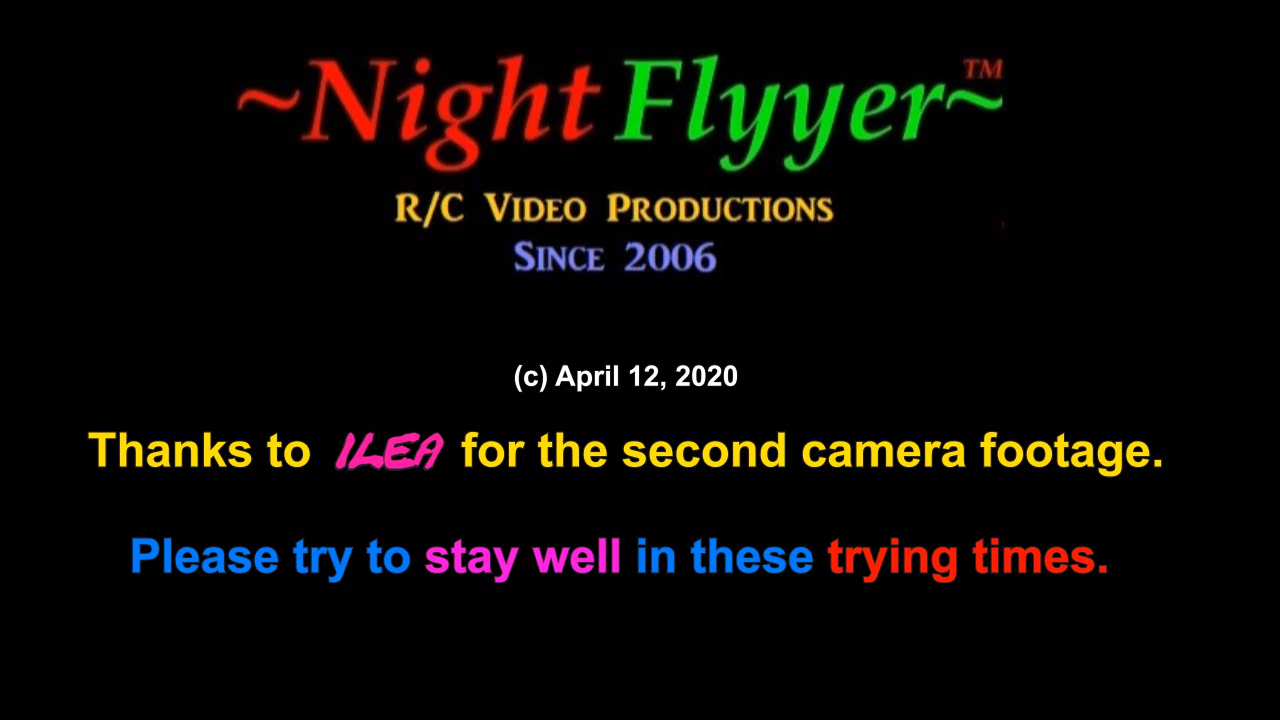 ~Night Flyyer~™
R/C Video Productions
Since 2006
(c) April 12, 2020
Thanks to ILEA for the second camera footage.
Please try to stay well in these trying times.